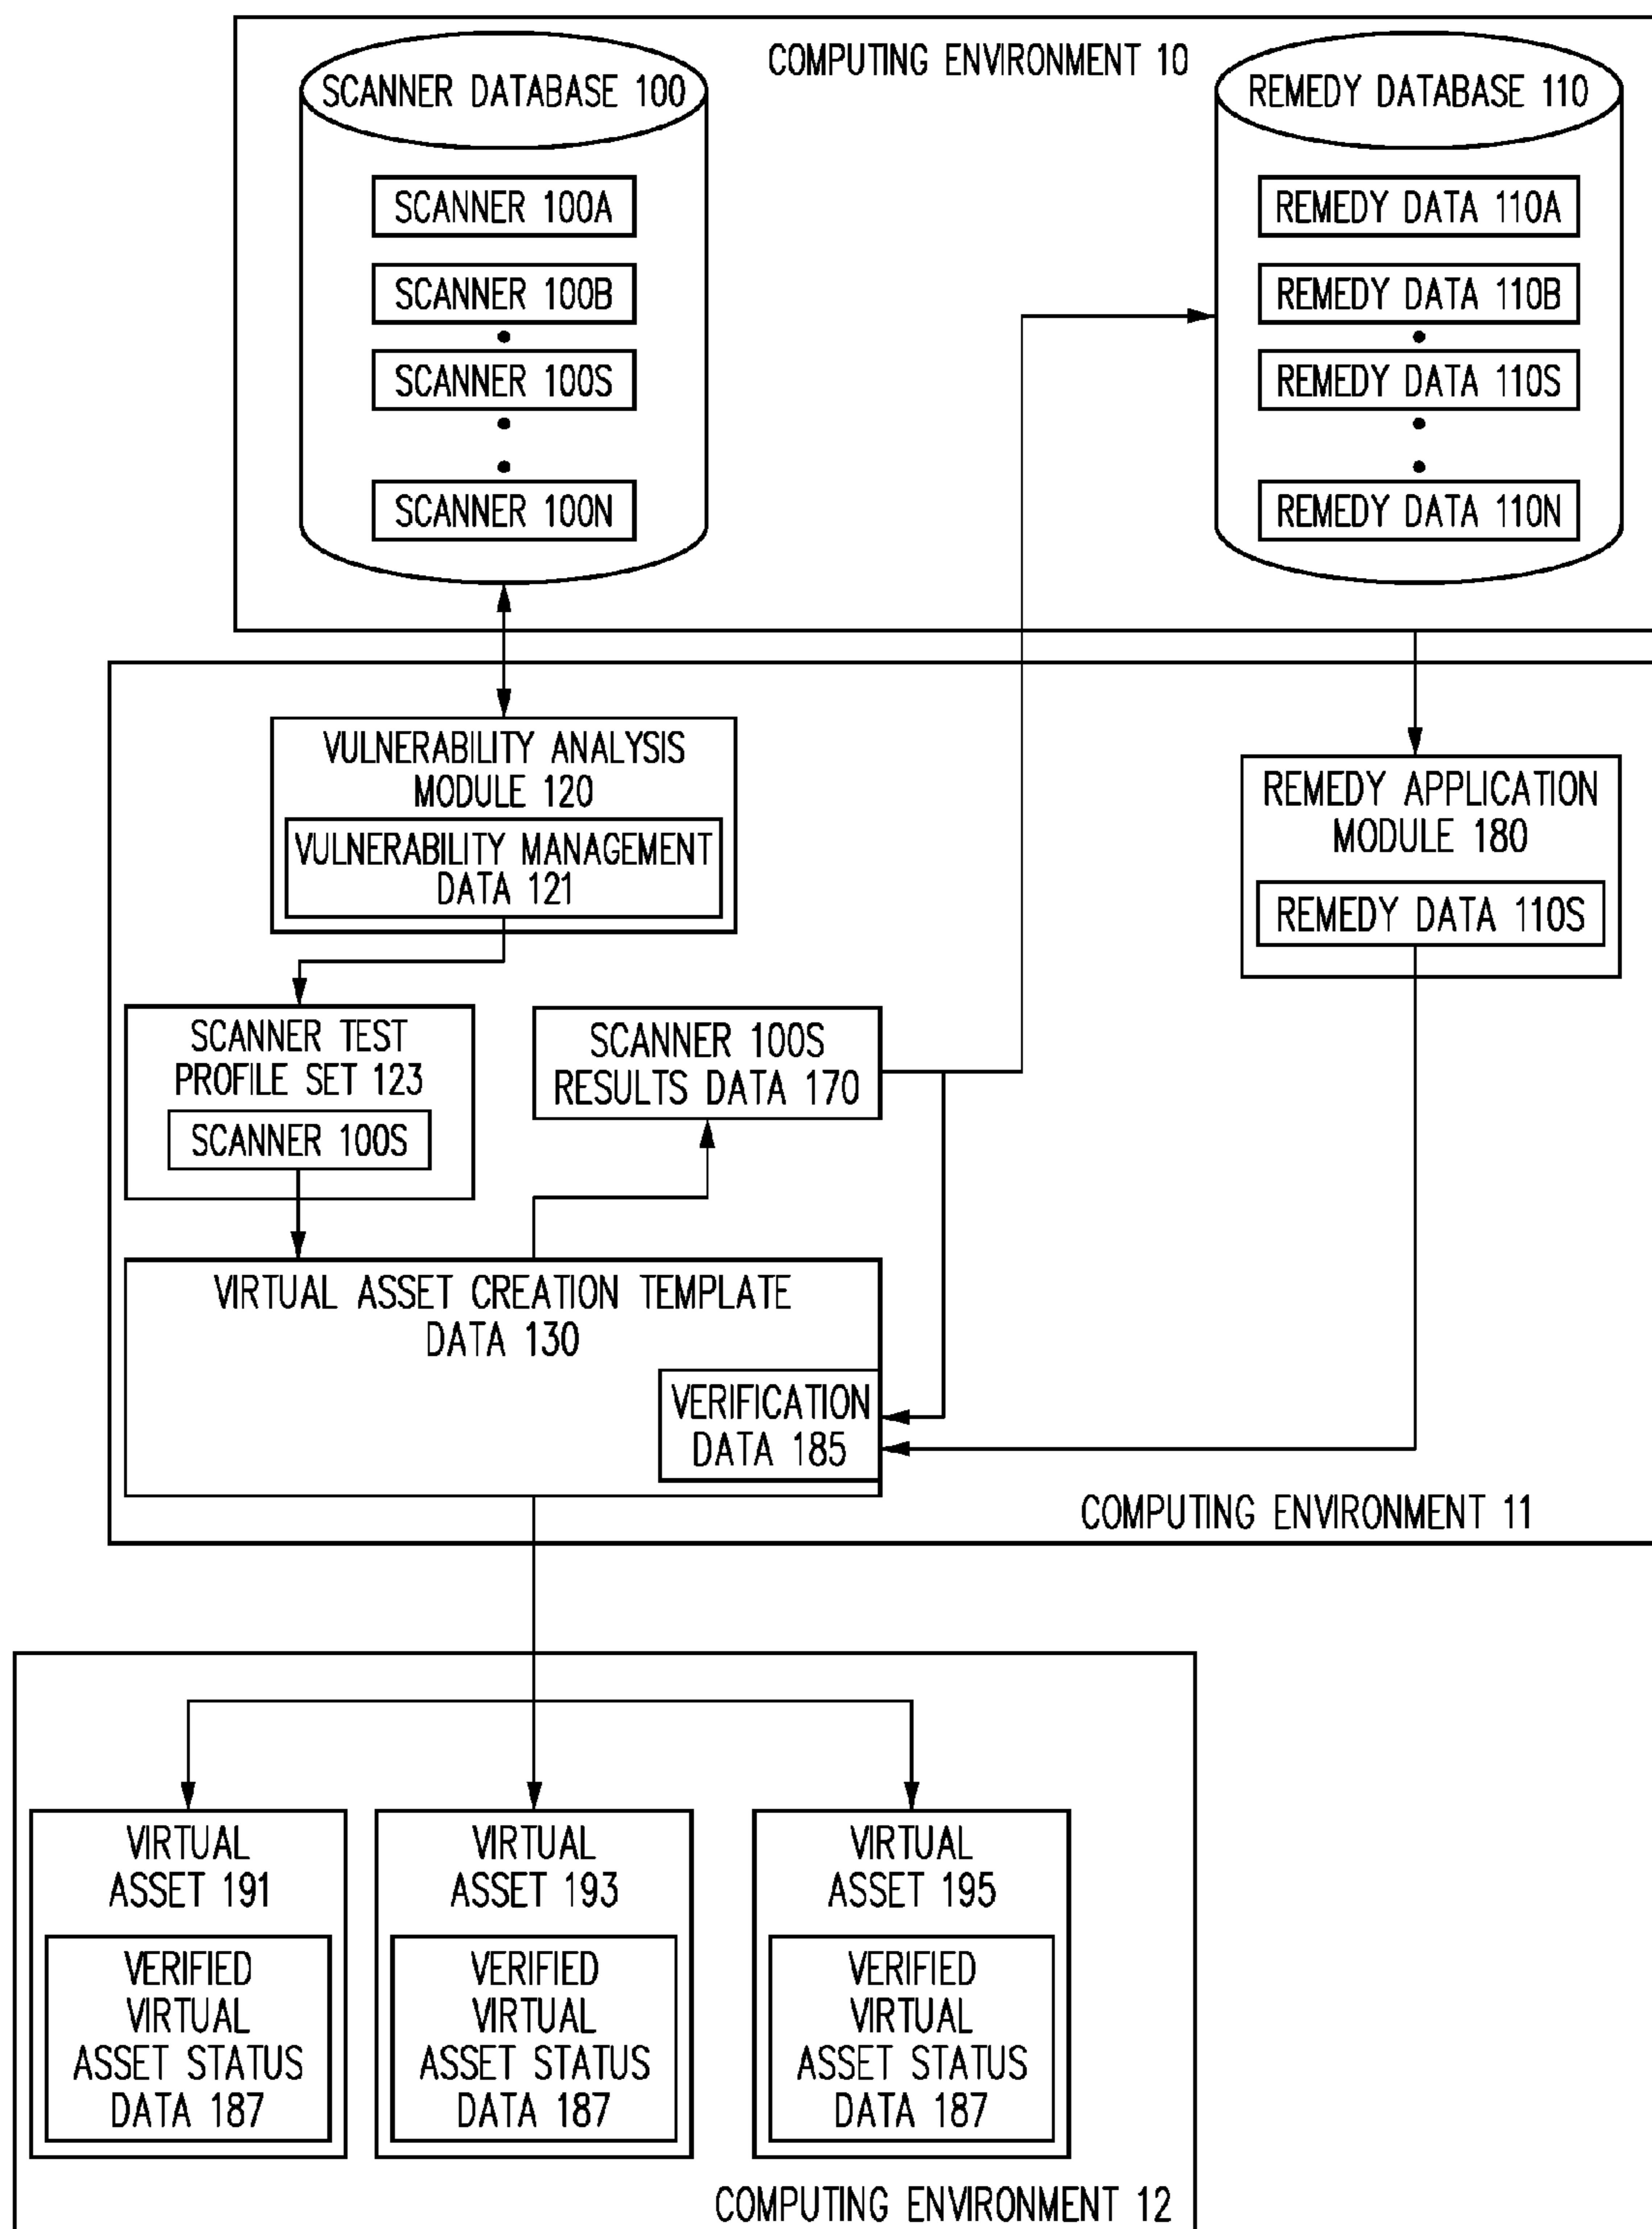 COMPUTING ENVIRONMENT 10
SCANNER DATABASE 100
SCANNER 100A
SCANNER 100B
SCANNER 100S
SCANNER 100N
REMEDY DATABASE 110
REMEDY DATA 110A
REMEDY DATA 110B
REMEDY DATA 110S
REMEDY DATA 110N
VULNERABILITY ANALYSIS
MODULE 120
VULNERABILITY MANAGEMENT
DATA 121
REMEDY APPLICATION
MODULE 180
REMEDY DATA 110S
SCANNER TEST
PROFILE SET 123
SCANNER 100S
SCANNER 100S
RESULTS DATA 170
VIRTUAL ASSET CREATION TEMPLATE
DATA 130
VERIFICATION
DATA 185
COMPUTING ENVIRONMENT 11
VIRTUAL
ASSET 191
VERIFIED
VIRTUAL
ASSET STATUS
DATA 187
VIRTUAL
ASSET 193
VERIFIED
VIRTUAL
ASSET STATUS
DATA 187
VIRTUAL
ASSET 195
VERIFIED
VIRTUAL
ASSET STATUS
DATA 187
COMPUTING ENVIRONMENT 12